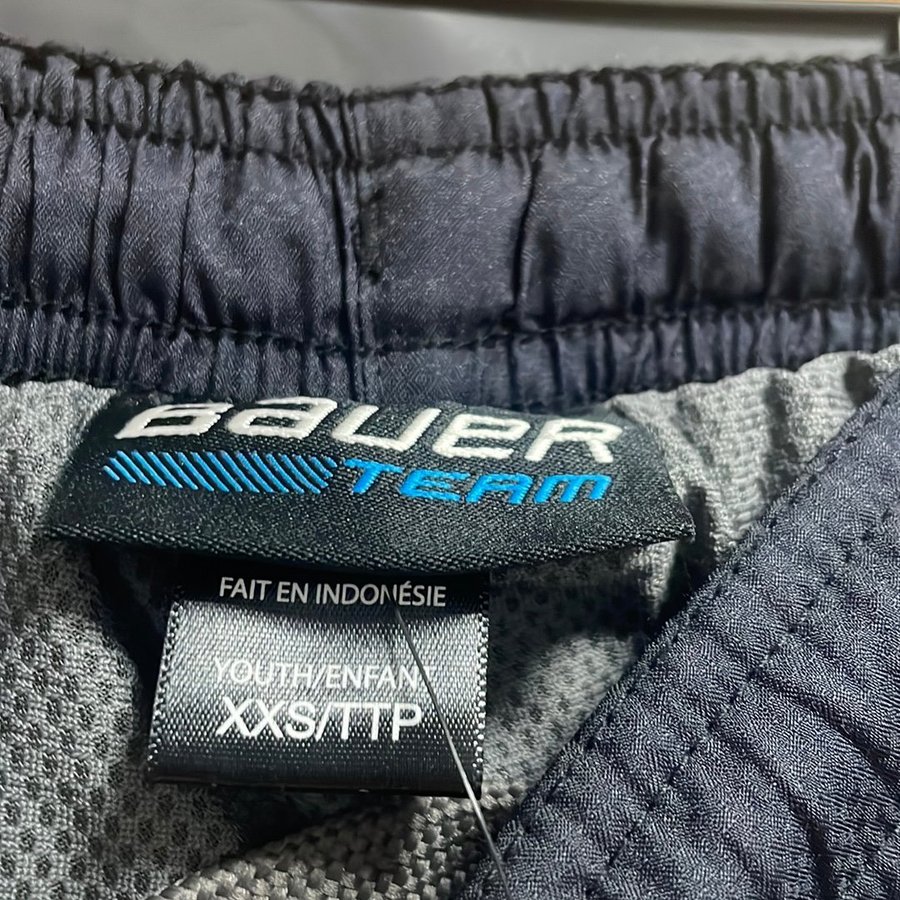 BAUER
TEAM
FAIT EN INDONÉSIE
YOUTH/ENFANT
XXS/TTP